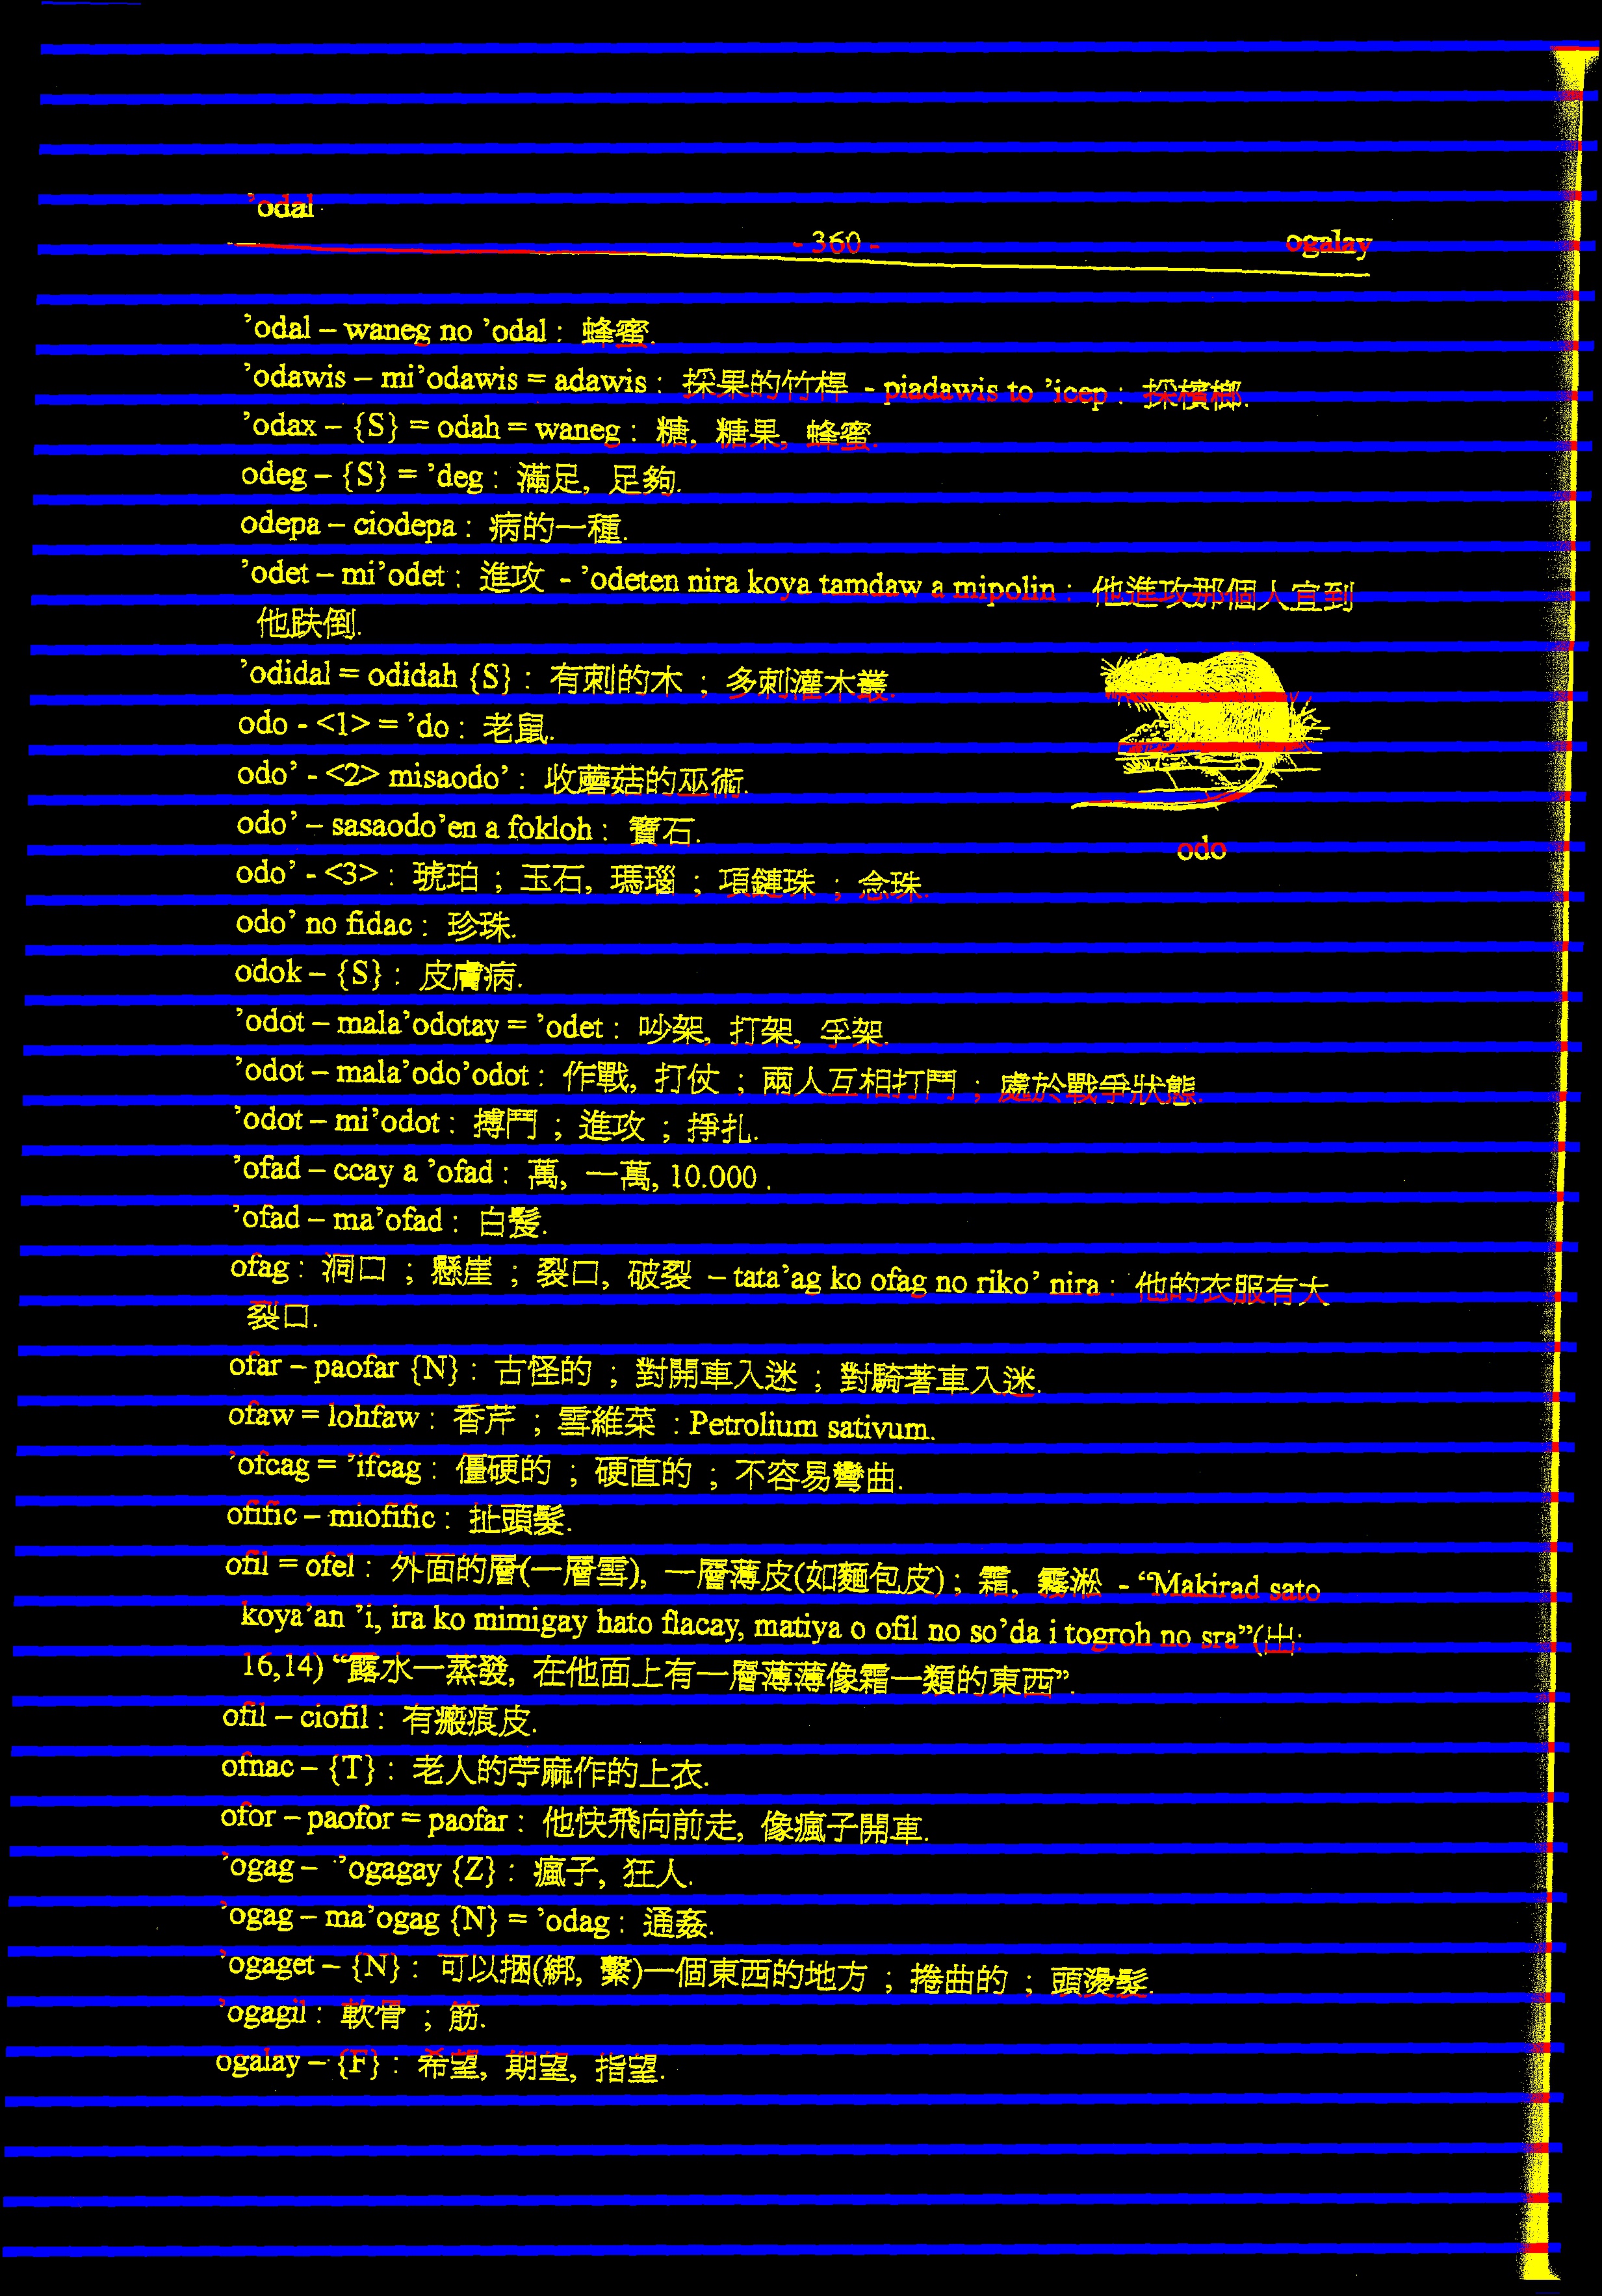 ’odal
- 360 -
ogalay
’odal – waneg no ’odal : 蜂蜜.
’odawis – mi’odawis = adawis : 採果的竹桿 - piadawis to ’icep : 採檳榔.
’odax – {S} = odah = waneg : 糖, 糖果, 蜂蜜.
odeg – {S} = ’deg : 滿足, 足夠.
odepa – ciodepa : 病的一種.
’odet – mi’odet : 進攻 - ’odeten nira koya tamdaw a mipolin : 他進攻那個人宜到
他跌倒.
’odidal = odidah {S} : 有刺的木 ; 多刺灌木叢.
odo - <1> = ’do : 老鼠.
odo’ - <2> misaodo’ : 收蘑菇的巫術.
odo’ – sasaodo’en a fokloh : 寶石.
odo
odo’ - <3> : 琥珀 ; 玉石, 瑪瑙 ; 項鏈珠 ; 念珠.
odo’ no fidac : 珍珠.
odok – {S} : 皮膚病.
’odot – mala’odotay = ’odet : 吵架, 打架, 爭架.
’odot – mala’odo’odot : 作戰, 打仗 ; 兩人互相打鬥 ; 處於戰爭狀態.
’odot – mi’odot : 搏鬥 ; 進攻 ; 掙扎.
’ofad – ccay a ’ofad : 萬, 一萬, 10.000 .
’ofad – ma’ofad : 白髮.
ofag : 洞口 ; 懸崖 ; 裂口, 破裂 – tata’ag ko ofag no riko’ nira : 他的衣服有大
裂口.
ofar – paofar {N} : 古怪的 ; 對開車入迷 ; 對騎著車入迷.
ofaw = lohfaw : 香芹 ; 雪維菜 : Petrolium sativum.
’ofcag = ’ifcag : 僵硬的 ; 硬直的 ; 不容易彎曲.
ofific – miofific : 扯頭髮.
ofil = ofel : 外面的層(一層雪), 一層薄皮(如麵包皮) ; 霜, 霧淞 - “Makirad sato
koya’an ’i, ira ko mimigay hato flacay, matiya o ofil no so’da i togroh no sra”(出:
16,14) “露水一蒸發, 在他面上有一層薄薄像霜一類的東西”.
ofil – ciofil : 有瘢痕皮.
ofnac – {T} : 老人的苧麻作的上衣.
ofor – paofor = paofar : 他快飛向前走, 像瘋子開車.
’ogag – ’ogagay {Z} : 瘋子, 狂人.
’ogag – ma’ogag {N} = ’odag : 通姦.
’ogaget – {N} : 可以捆(綁, 繫)一個東西的地方 ; 捲曲的 ; 頭燙髮.
’ogagil : 軟骨 ; 筋.
ogalay – {F} : 希望, 期望, 指望.